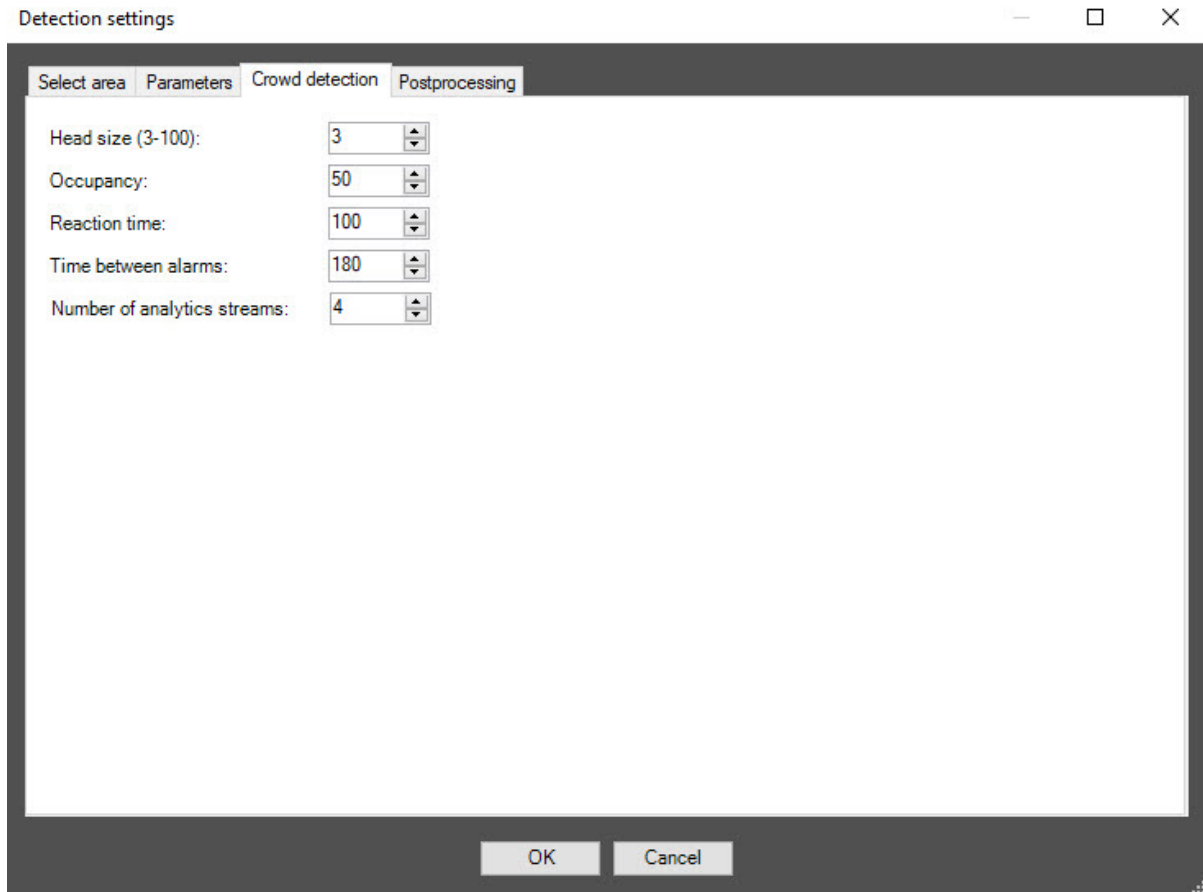 Detection settings
Select area Parameters Crowd detection Postprocessing
Head size (3-100): 3
Occupancy: 50
Reaction time: 100
Time between alarms: 180
Number of analytics streams: 4
OK Cancel